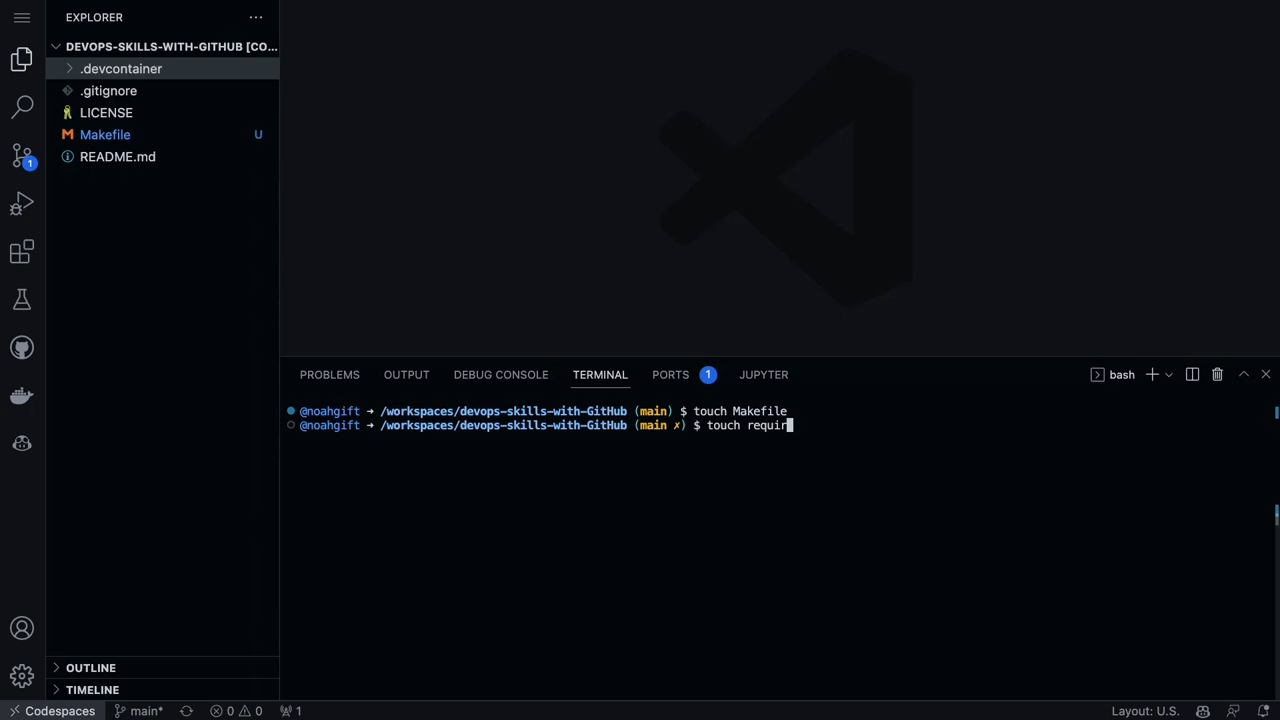 EXPLORER
DEVOPS-SKILLS-WITH-GITHUB [CO...
.devcontainer
.gitignore
LICENSE
M Makefile U
README.md
1
PROBLEMS OUTPUT DEBUG CONSOLE TERMINAL PORTS 1 JUPYTER
bash
@noahgift → /workspaces/devops-skills-with-GitHub (main) $ touch Makefile
@noahgift → /workspaces/devops-skills-with-GitHub (main ✗) $ touch requir
OUTLINE
TIMELINE
Codespaces main* 0 0 1 Layout: U.S.